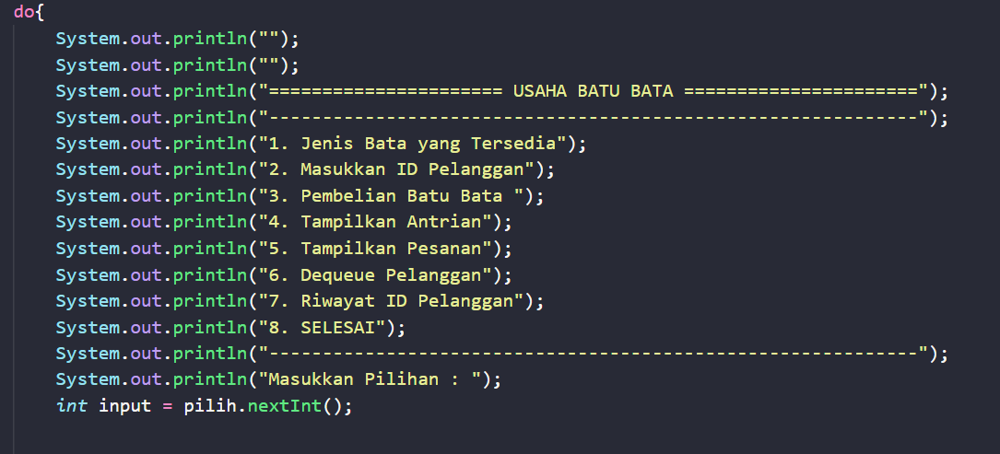 do{
System.out.println("");
System.out.println("");
System.out.println("====================== USAHA BATU BATA ======================");
System.out.println("-------------------------------------------------------------");
System.out.println("1. Jenis Bata yang Tersedia");
System.out.println("2. Masukkan ID Pelanggan");
System.out.println("3. Pembelian Batu Bata ");
System.out.println("4. Tampilkan Antrian");
System.out.println("5. Tampilkan Pesanan");
System.out.println("6. Dequeue Pelanggan");
System.out.println("7. Riwayat ID Pelanggan");
System.out.println("8. SELESAI");
System.out.println("-------------------------------------------------------------");
System.out.println("Masukkan Pilihan : ");
int input = pilih.nextInt();